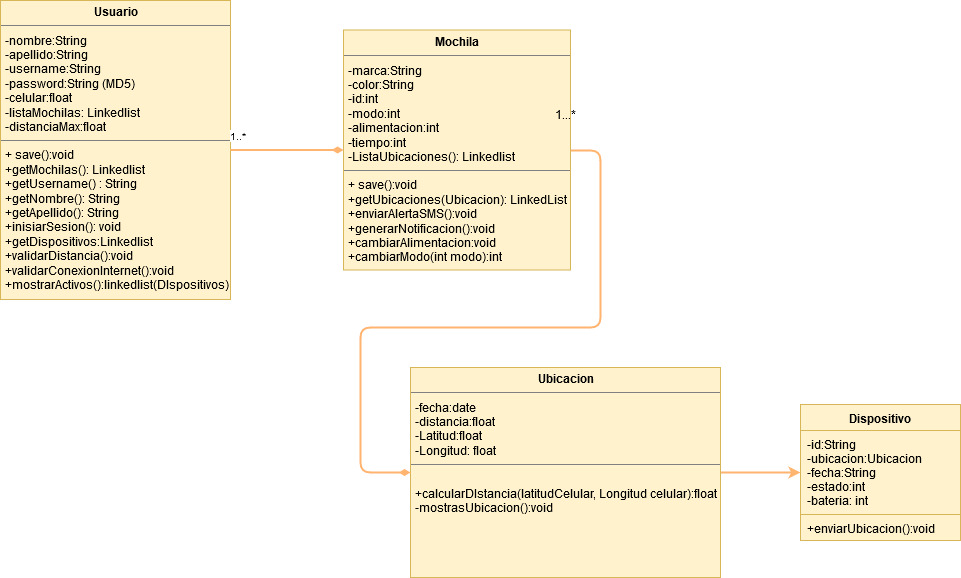 Usuario
-nombre:String
-apellido:String
-username:String
-password:String (MD5)
-celular:float
-listaMochilas: Linkedlist
-distanciaMax:float
+ save():void
+getMochilas(): Linkedlist
+getUsername() : String
+getNombre(): String
+getApellido(): String
+inisiarSesion(): void
+getDispositivos:Linkedlist
+validarDistancia():void
+validarConexionInternet():void
+mostrarActivos():linkedlist(DIspositivos)
1..*
Mochila
-marca:String
-color:String
-id:int
-modo:int
-alimentacion:int
-tiempo:int
-ListaUbicaciones(): Linkedlist
1...*
+ save():void
+getUbicaciones(Ubicacion): LinkedList
+enviarAlertaSMS():void
+generarNotificacion():void
+cambiarAlimentacion:void
+cambiarModo(int modo):int
Ubicacion
-fecha:date
-distancia:float
-Latitud:float
-Longitud: float
+calcularDIstancia(latitudCelular, Longitud celular):float
-mostrasUbicacion():void
Dispositivo
-id:String
-ubicacion:Ubicacion
-fecha:String
-estado:int
-bateria: int
+enviarUbicacion():void